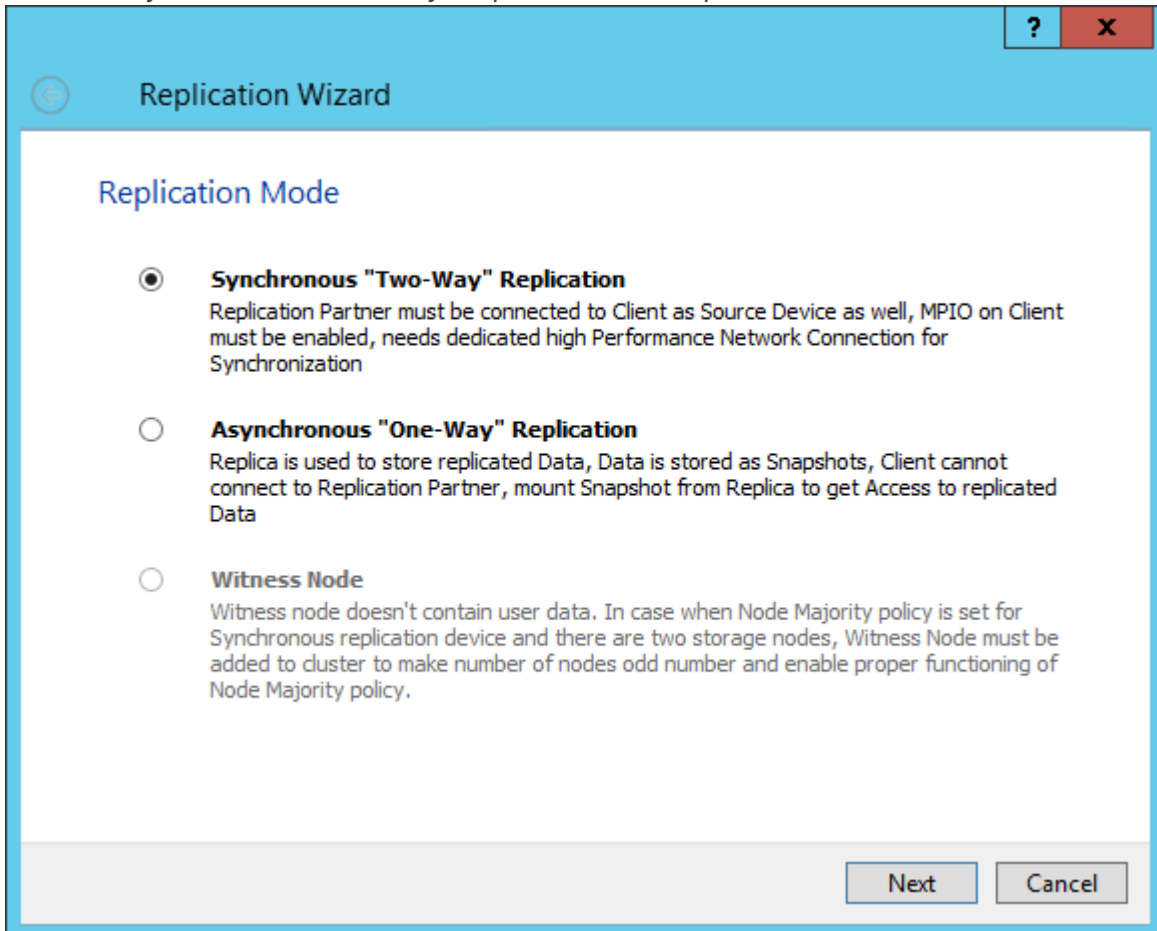 ? x
Replication Wizard
Replication Mode
Synchronous "Two-Way" Replication
Replication Partner must be connected to Client as Source Device as well, MPIO on Client
must be enabled, needs dedicated high Performance Network Connection for
Synchronization
Asynchronous "One-Way" Replication
Replica is used to store replicated Data, Data is stored as Snapshots, Client cannot
connect to Replication Partner, mount Snapshot from Replica to get Access to replicated
Data
Witness Node
Witness node doesn't contain user data. In case when Node Majority policy is set for
Synchronous replication device and there are two storage nodes, Witness Node must be
added to cluster to make number of nodes odd number and enable proper functioning of
Node Majority policy.
Next Cancel